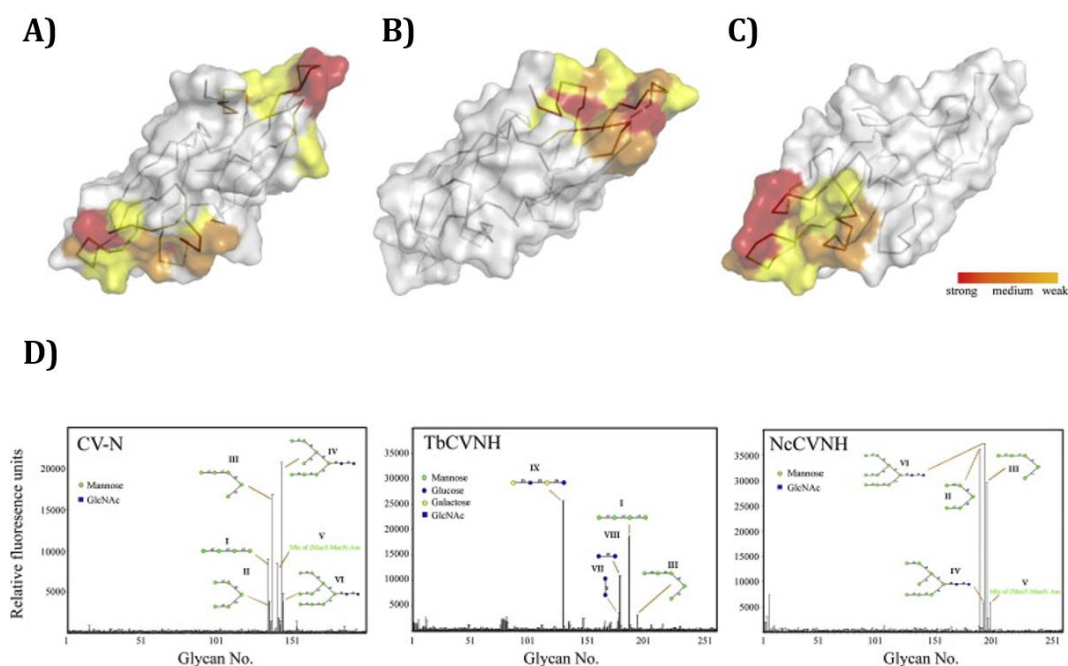 A)
B)
C)
strong medium weak
D)
Relative fluoresence units
CV-N
Mannose
GlcNAc
III
IV
I
II
V
VI
20000
15000
10000
5000
1 51 101 151
Glycan No.
TbCVNH
Mannose
Glucose
Galactose
GlcNAc
IX
I
VIII
VII
III
35000
30000
25000
20000
15000
10000
5000
1 51 101 151 201 251
Glycan No.
NcCVNH
Mannose
GlcNAc
VI
II
III
IV
V
35000
30000
25000
20000
15000
10000
5000
1 51 101 151 201 251
Glycan No.